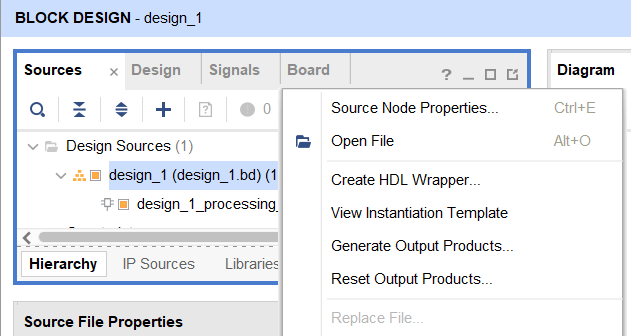 BLOCK DESIGN - design_1
Sources × Design Signals Board ? Diagram
0
Design Sources (1)
design_1 (design_1.bd) (1
design_1_processing_
Hierarchy IP Sources Libraries
Source File Properties
Source Node Properties... Ctrl+E
Open File Alt+O
Create HDL Wrapper...
View Instantiation Template
Generate Output Products...
Reset Output Products...
Replace File...